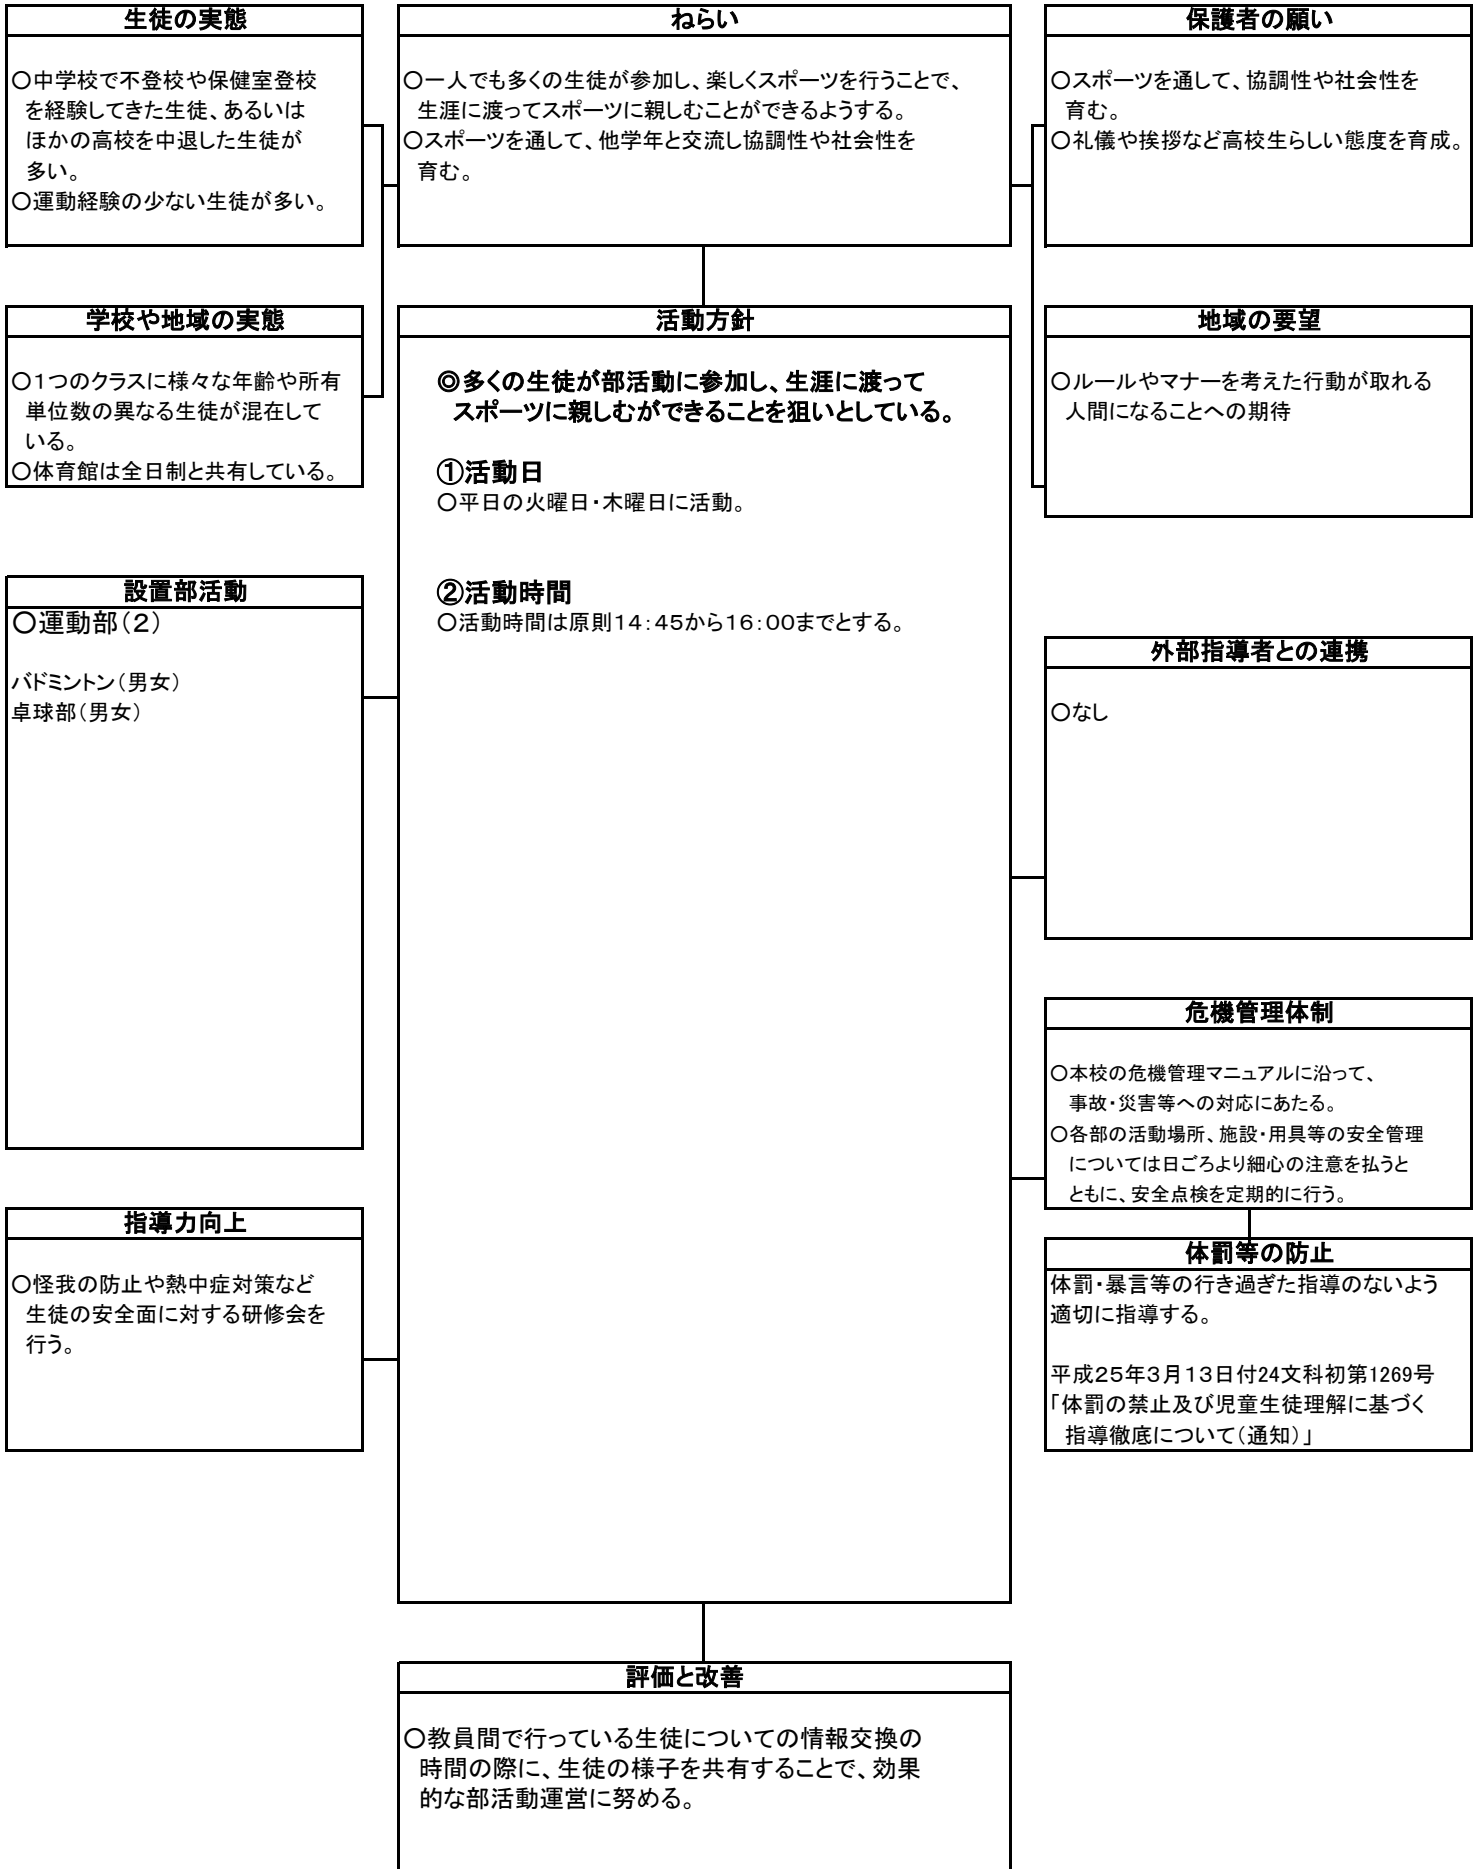 生徒の実態
〇中学校で不登校や保健室登校
を経験してきた生徒、あるいは
ほかの高校を中退した生徒が
多い。
〇運動経験の少ない生徒が多い。
ねらい
〇一人でも多くの生徒が参加し、楽しくスポーツを行うことで、
生涯に渡ってスポーツに親しむことができるようする。
〇スポーツを通して、他学年と交流し協調性や社会性を
育む。
保護者の願い
〇スポーツを通して、協調性や社会性を
育む。
〇礼儀や挨拶など高校生らしい態度を育成。
学校や地域の実態
〇１つのクラスに様々な年齢や所有
単位数の異なる生徒が混在して
いる。
〇体育館は全日制と共有している。
活動方針
◎多くの生徒が部活動に参加し、生涯に渡って
スポーツに親しむができることを狙いとしている。
①活動日
〇平日の火曜日・木曜日に活動。
②活動時間
〇活動時間は原則１４：４５から１６：００までとする。
地域の要望
〇ルールやマナーを考えた行動が取れる
人間になることへの期待
設置部活動
〇運動部（２）
バドミントン（男女）
卓球部（男女）
外部指導者との連携
〇なし
危機管理体制
〇本校の危機管理マニュアルに沿って、
事故・災害等への対応にあたる。
〇各部の活動場所、施設・用具等の安全管理
については日ごろより細心の注意を払うと
ともに、安全点検を定期的に行う。
指導力向上
〇怪我の防止や熱中症対策など
生徒の安全面に対する研修会を
行う。
体罰等の防止
体罰・暴言等の行き過ぎた指導のないよう
適切に指導する。
平成２５年３月１３日付24文科初第1269号
「体罰の禁止及び児童生徒理解に基づく
指導徹底について（通知）」
評価と改善
〇教員間で行っている生徒についての情報交換の
時間の際に、生徒の様子を共有することで、効果
的な部活動運営に努める。